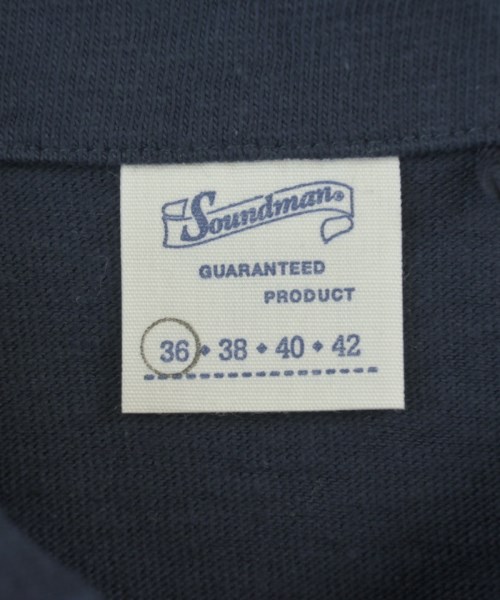 Soundman®
GUARANTEED
PRODUCT
36 • 38 • 40 • 42